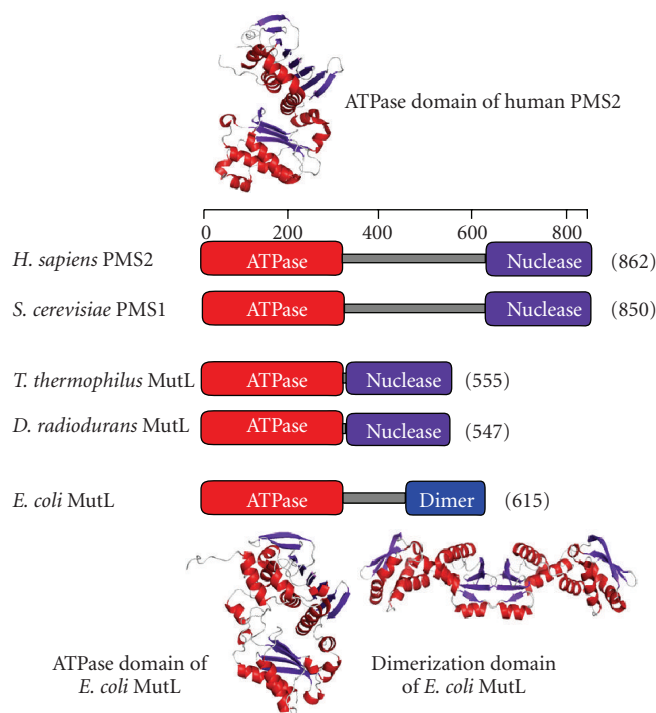 ATPase domain of human PMS2
0 200 400 600 800
H. sapiens PMS2 ATPase Nuclease (862)
S. cerevisiae PMS1 ATPase Nuclease (850)
T. thermophilus MutL ATPase Nuclease (555)
D. radiodurans MutL ATPase Nuclease (547)
E. coli MutL ATPase Dimer (615)
ATPase domain of
E. coli MutL
Dimerization domain
of E. coli MutL